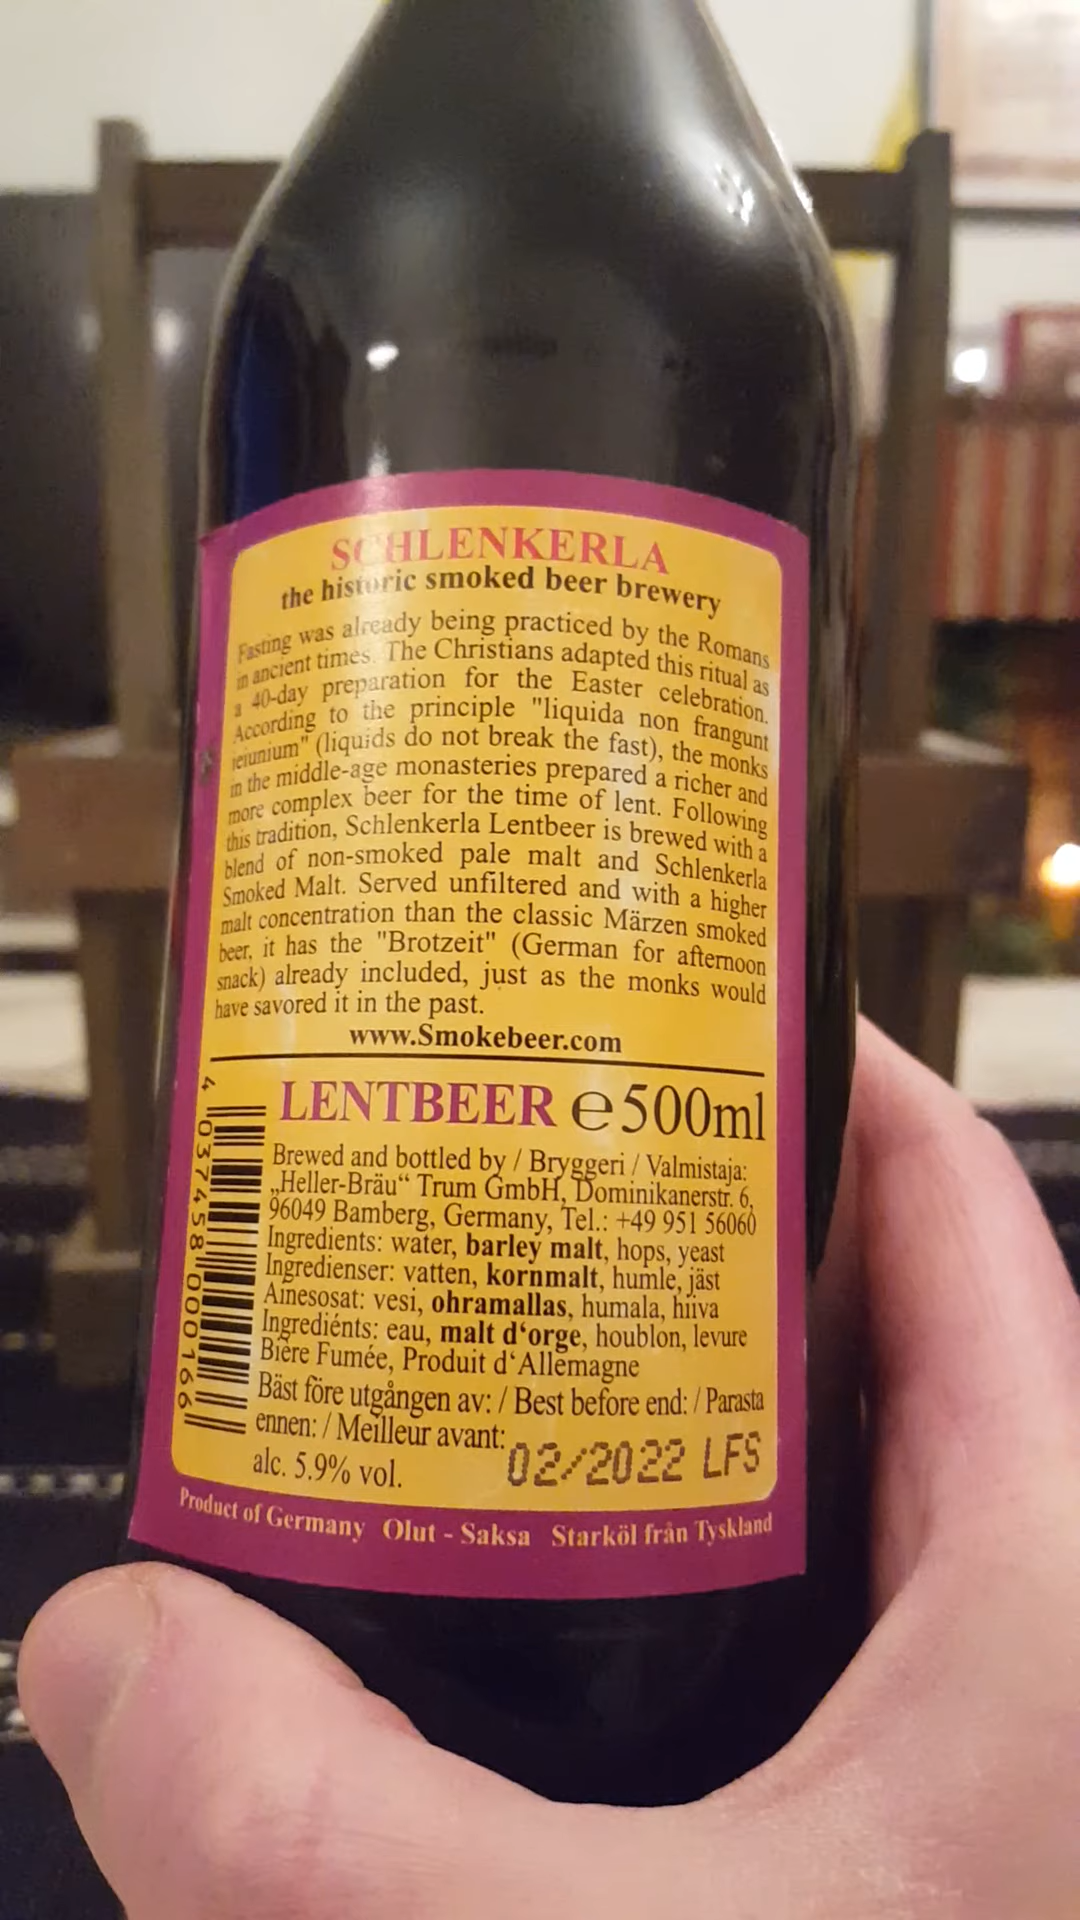 SCHLENKERLA
the historic smoked beer brewery
Fasting was already being practiced by the Romans
in ancient times. The Christians adapted this ritual as
a 40-day preparation for the Easter celebration.
According to the principle "liquida non frangunt
ieiunium" (liquids do not break the fast), the monks
in the middle-age monasteries prepared a richer and
more complex beer for the time of lent. Following
this tradition, Schlenkerla Lentbeer is brewed with a
blend of non-smoked pale malt and Schlenkerla
Smoked Malt. Served unfiltered and with a higher
malt concentration than the classic Märzen smoked
beer, it has the "Brotzeit" (German for afternoon
snack) already included, just as the monks would
have savored it in the past.
www.Smokebeer.com
LENTBEER ℮500ml
Brewed and bottled by / Bryggeri / Valmistaja:
„Heller-Bräu“ Trum GmbH, Dominikanerstr. 6,
96049 Bamberg, Germany, Tel.: +49 951 56060
Ingredients: water, barley malt, hops, yeast
Ingredienser: vatten, kornmalt, humle, jäst
Ainesosat: vesi, ohramallas, humala, hiiva
Ingrediénts: eau, malt d‘orge, houblon, levure
Bière Fumée, Produit d‘Allemagne
Bäst före utgången av: / Best before end: / Parasta
ennen: / Meilleur avant:
02/2022 LFS
alc. 5.9% vol.
4 037458 000166
Product of Germany Olut - Saksa Starköl från Tyskland